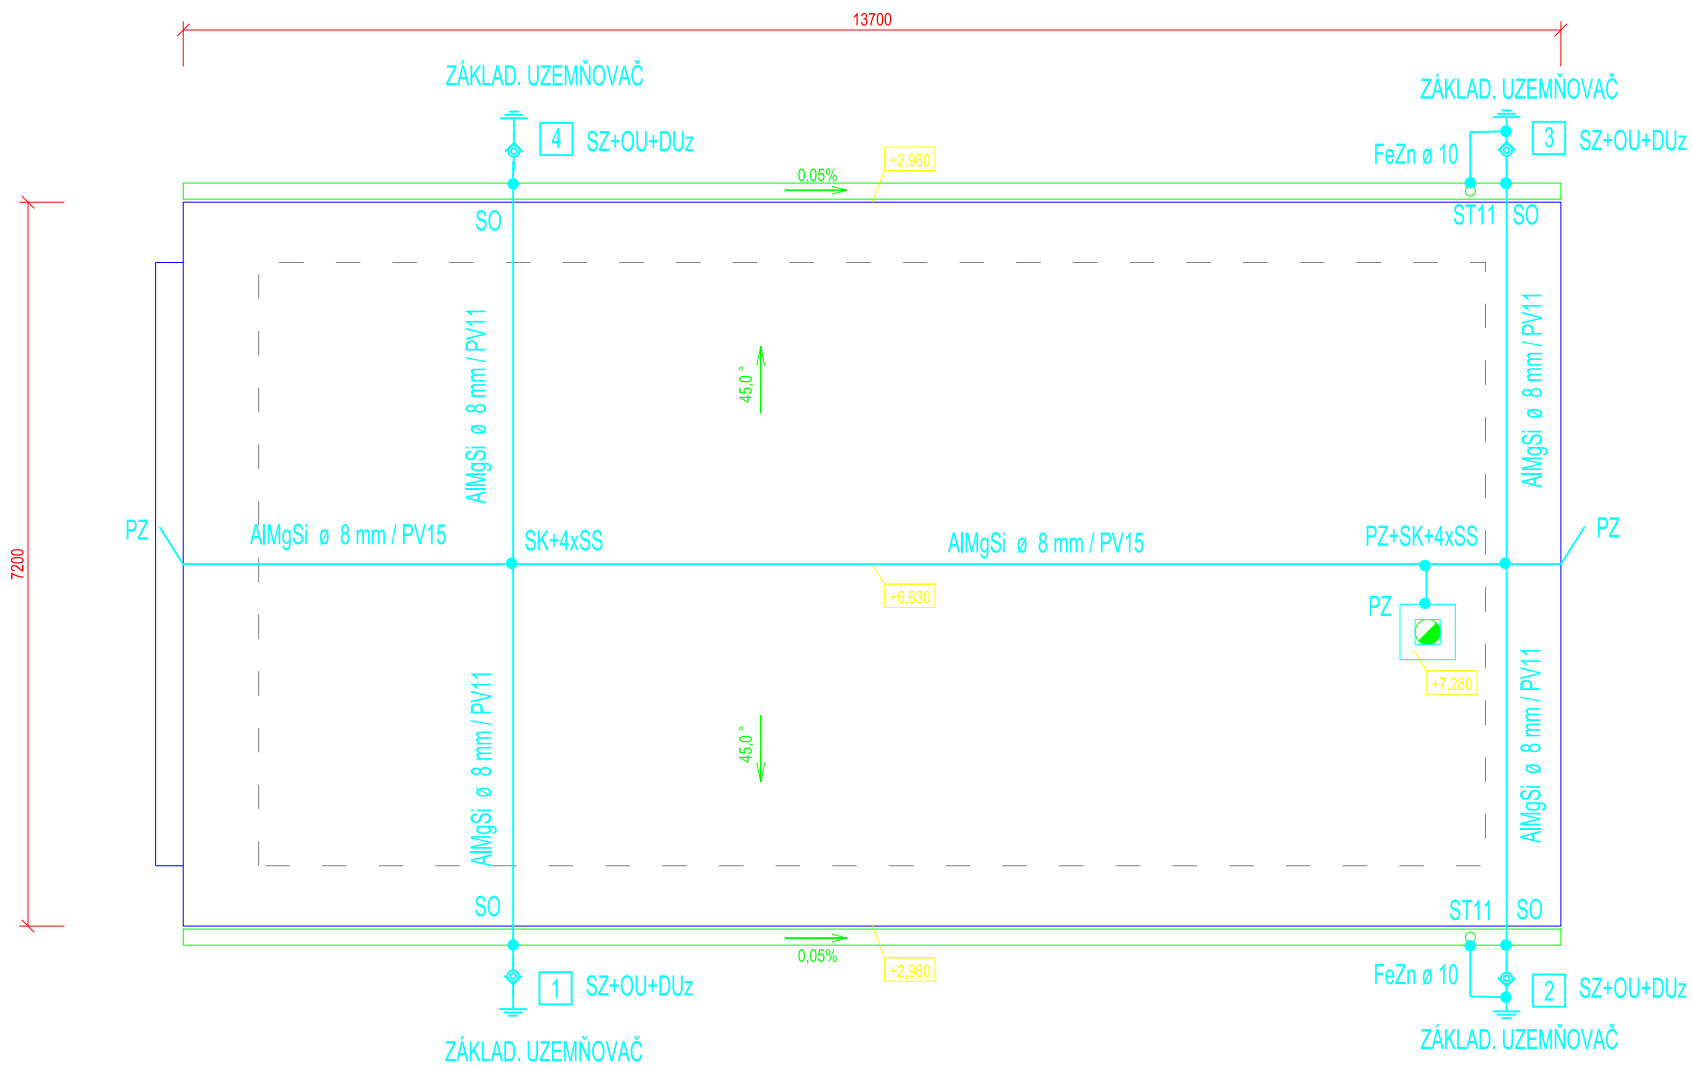 13700
ZÁKLAD. UZEMŇOVAČ
ZÁKLAD. UZEMŇOVAČ
4
SZ+OU+DUz
FeZn ø 10
3
SZ+OU+DUz
+2,980
0,05%
SO
ST11
SO
AlMgSi ø 8 mm / PV11
AlMgSi ø 8 mm / PV11
45,0 °
PZ
AlMgSi ø 8 mm / PV15
SK+4xSS
AlMgSi ø 8 mm / PV15
PZ+SK+4xSS
PZ
7200
+6,630
PZ
+7,280
45,0 °
AlMgSi ø 8 mm / PV11
AlMgSi ø 8 mm / PV11
SO
ST11
SO
0,05%
+2,980
FeZn ø 10
1
SZ+OU+DUz
2
SZ+OU+DUz
ZÁKLAD. UZEMŇOVAČ
ZÁKLAD. UZEMŇOVAČ